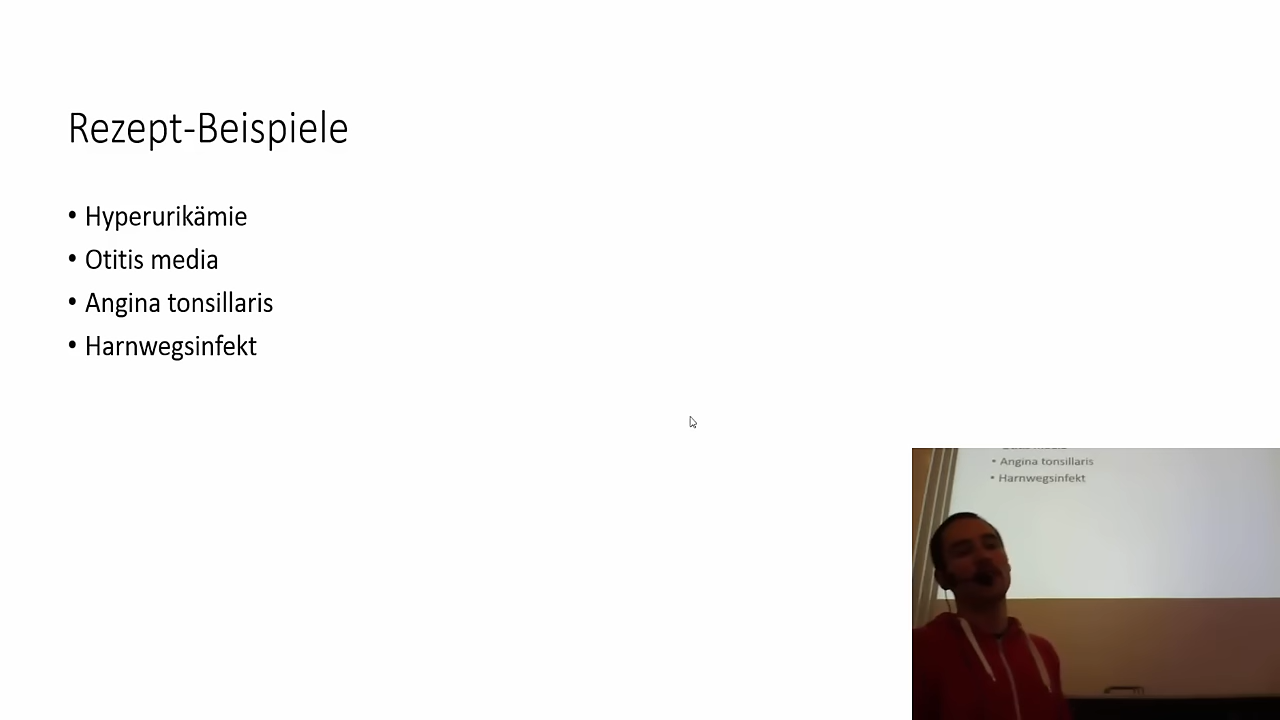 Rezept-Beispiele
• Hyperurikämie
• Otitis media
• Angina tonsillaris
• Harnwegsinfekt
• Angina tonsillaris
• Harnwegsinfekt